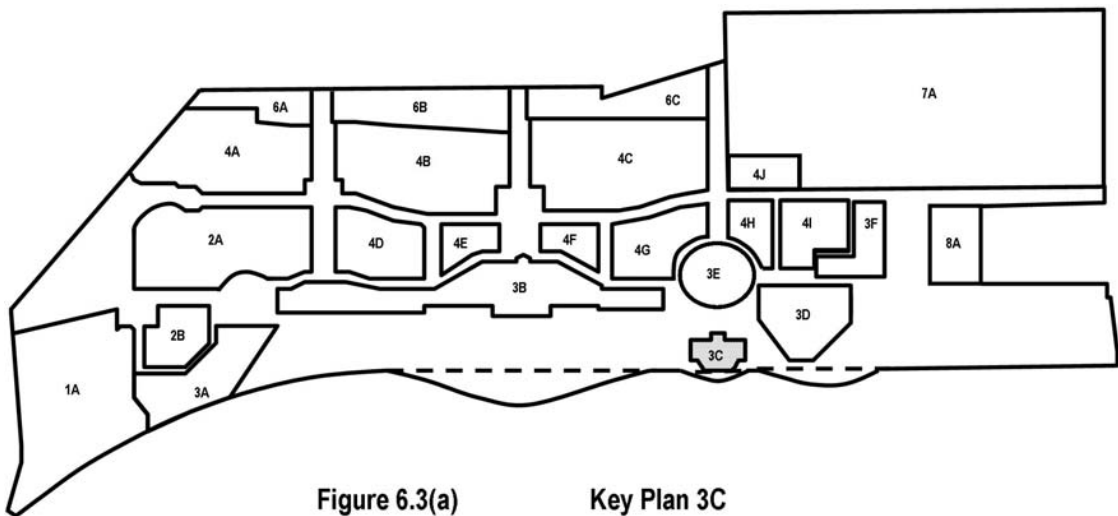 7A
6A
6B
6C
4A
4B
4C
4J
2A
4D
4E
4F
4G
4H
4I
3F
8A
3E
3B
3D
2B
3C
1A
3A
Figure 6.3(a) Key Plan 3C